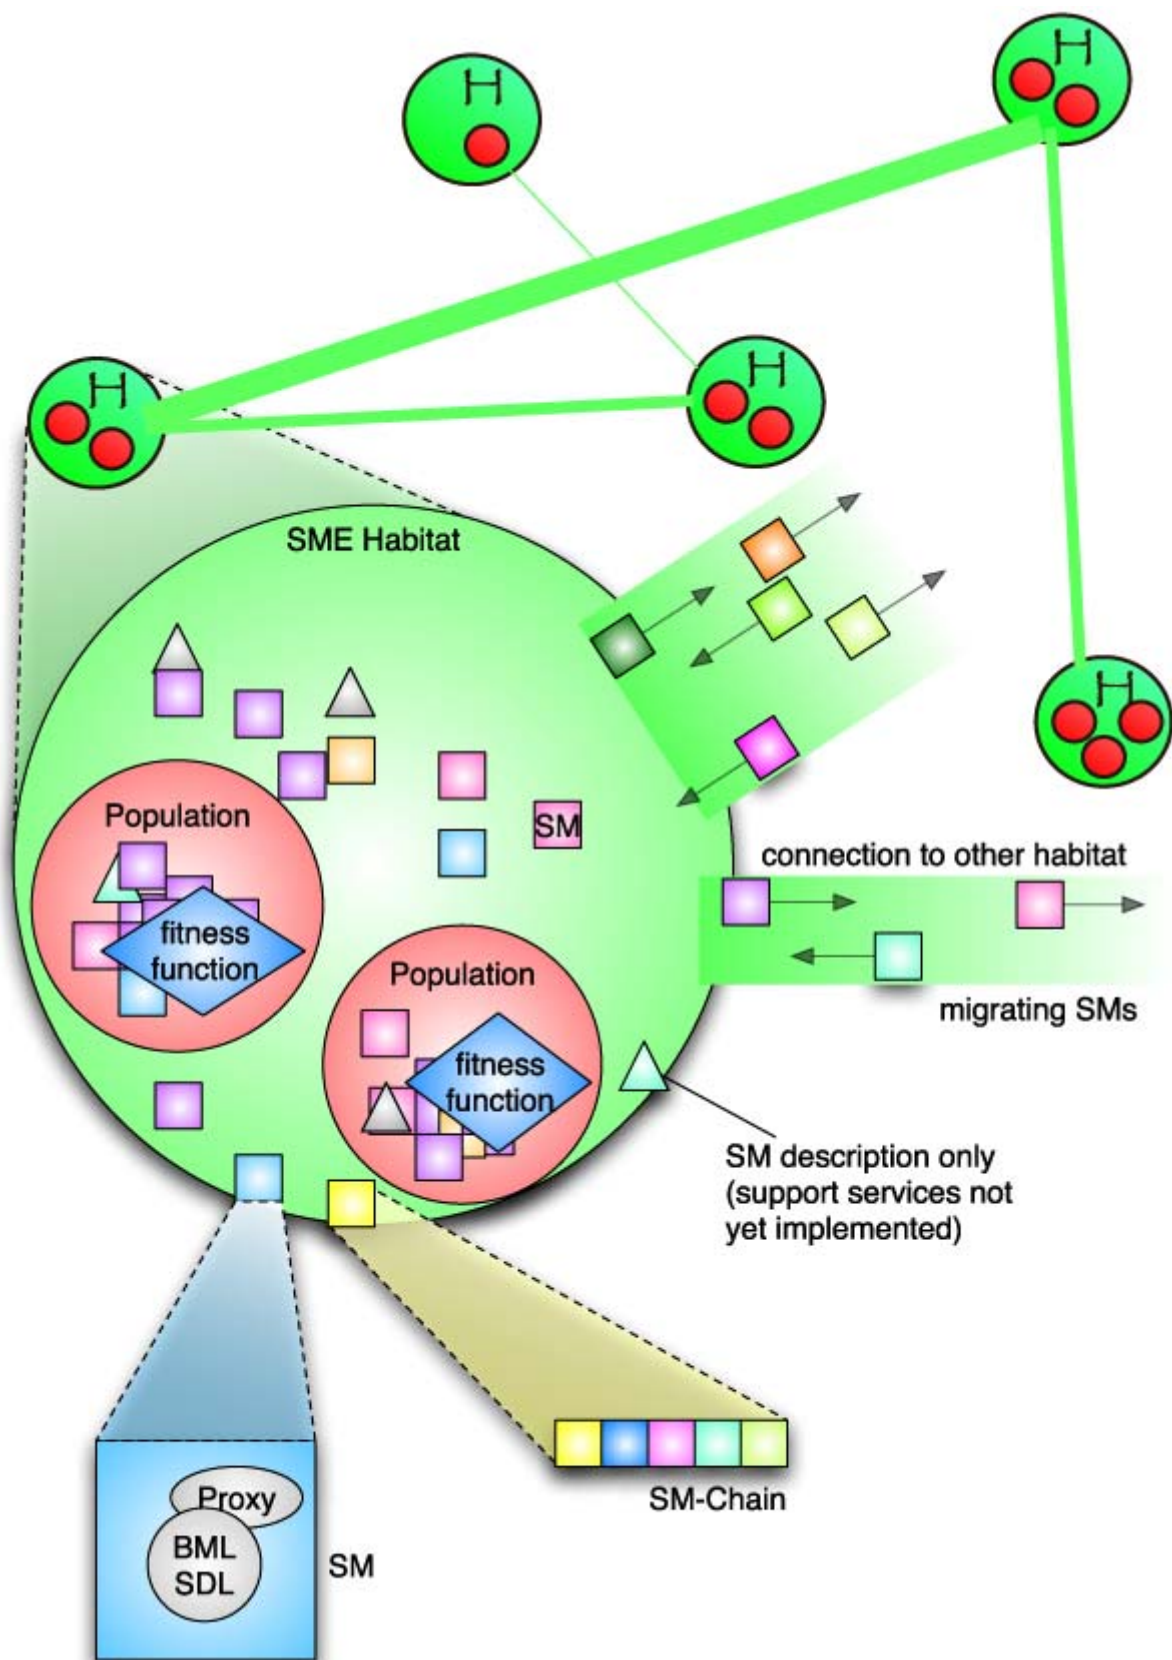 H
H
H
H
SME Habitat
H
Population
SM
connection to other habitat
fitness
function
Population
migrating SMs
fitness
function
SM description only
(support services not
yet implemented)
Proxy
SM-Chain
BML
SDL
SM